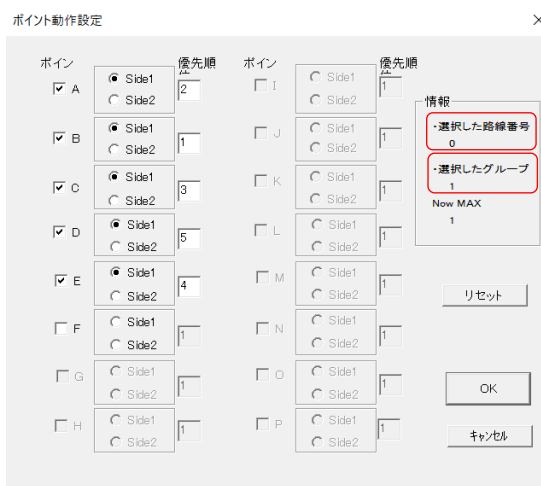 ポイント動作設定
ポイン 優先順 ポイン 優先順
A Side1 Side2 2
B Side1 Side2 1
C Side1 Side2 3
D Side1 Side2 5
E Side1 Side2 4
F Side1 Side2 1
G Side1 Side2 1
H Side1 Side2 1
I Side1 Side2 1
J Side1 Side2 1
K Side1 Side2 1
L Side1 Side2 1
M Side1 Side2 1
N Side1 Side2 1
O Side1 Side2 1
P Side1 Side2 1
情報
・選択した路線番号
0
・選択したグループ
1
Now MAX
1
リセット
OK
キャンセル